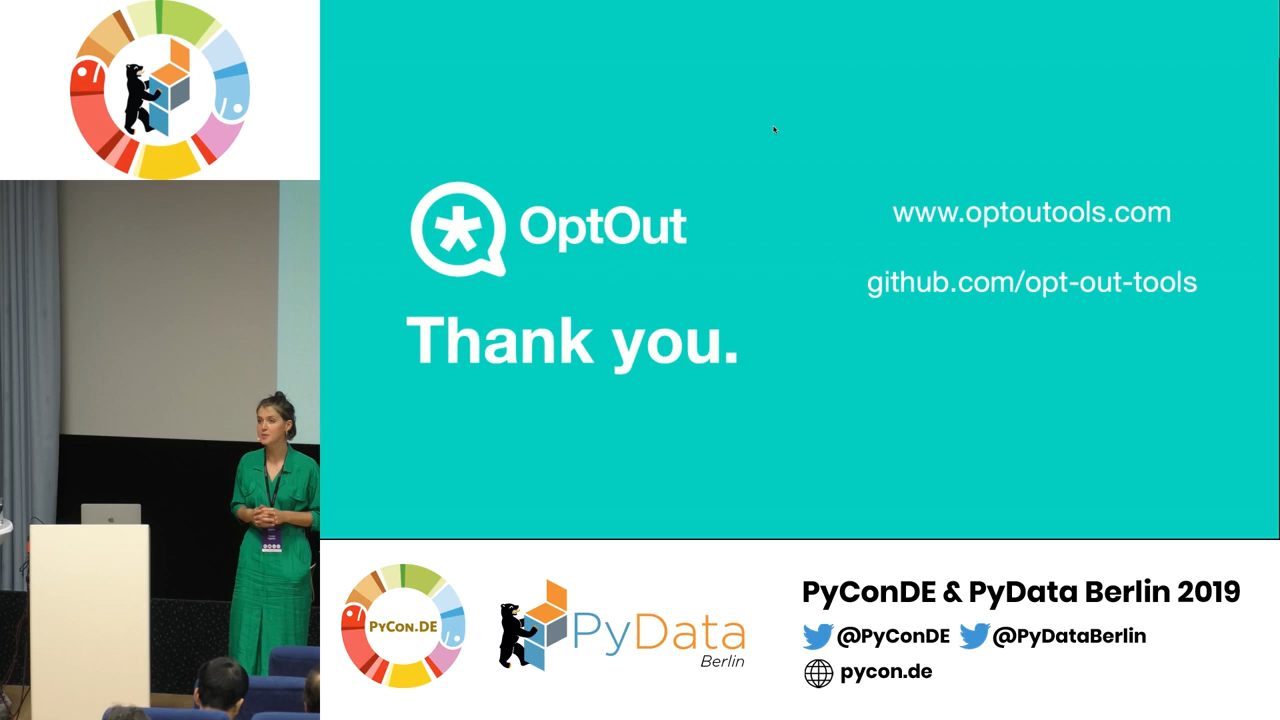 OptOut
Thank you.
www.optoutools.com
github.com/opt-out-tools
PyCon.DE
PyData
Berlin
PyConDE & PyData Berlin 2019
@PyConDE @PyDataBerlin
pycon.de